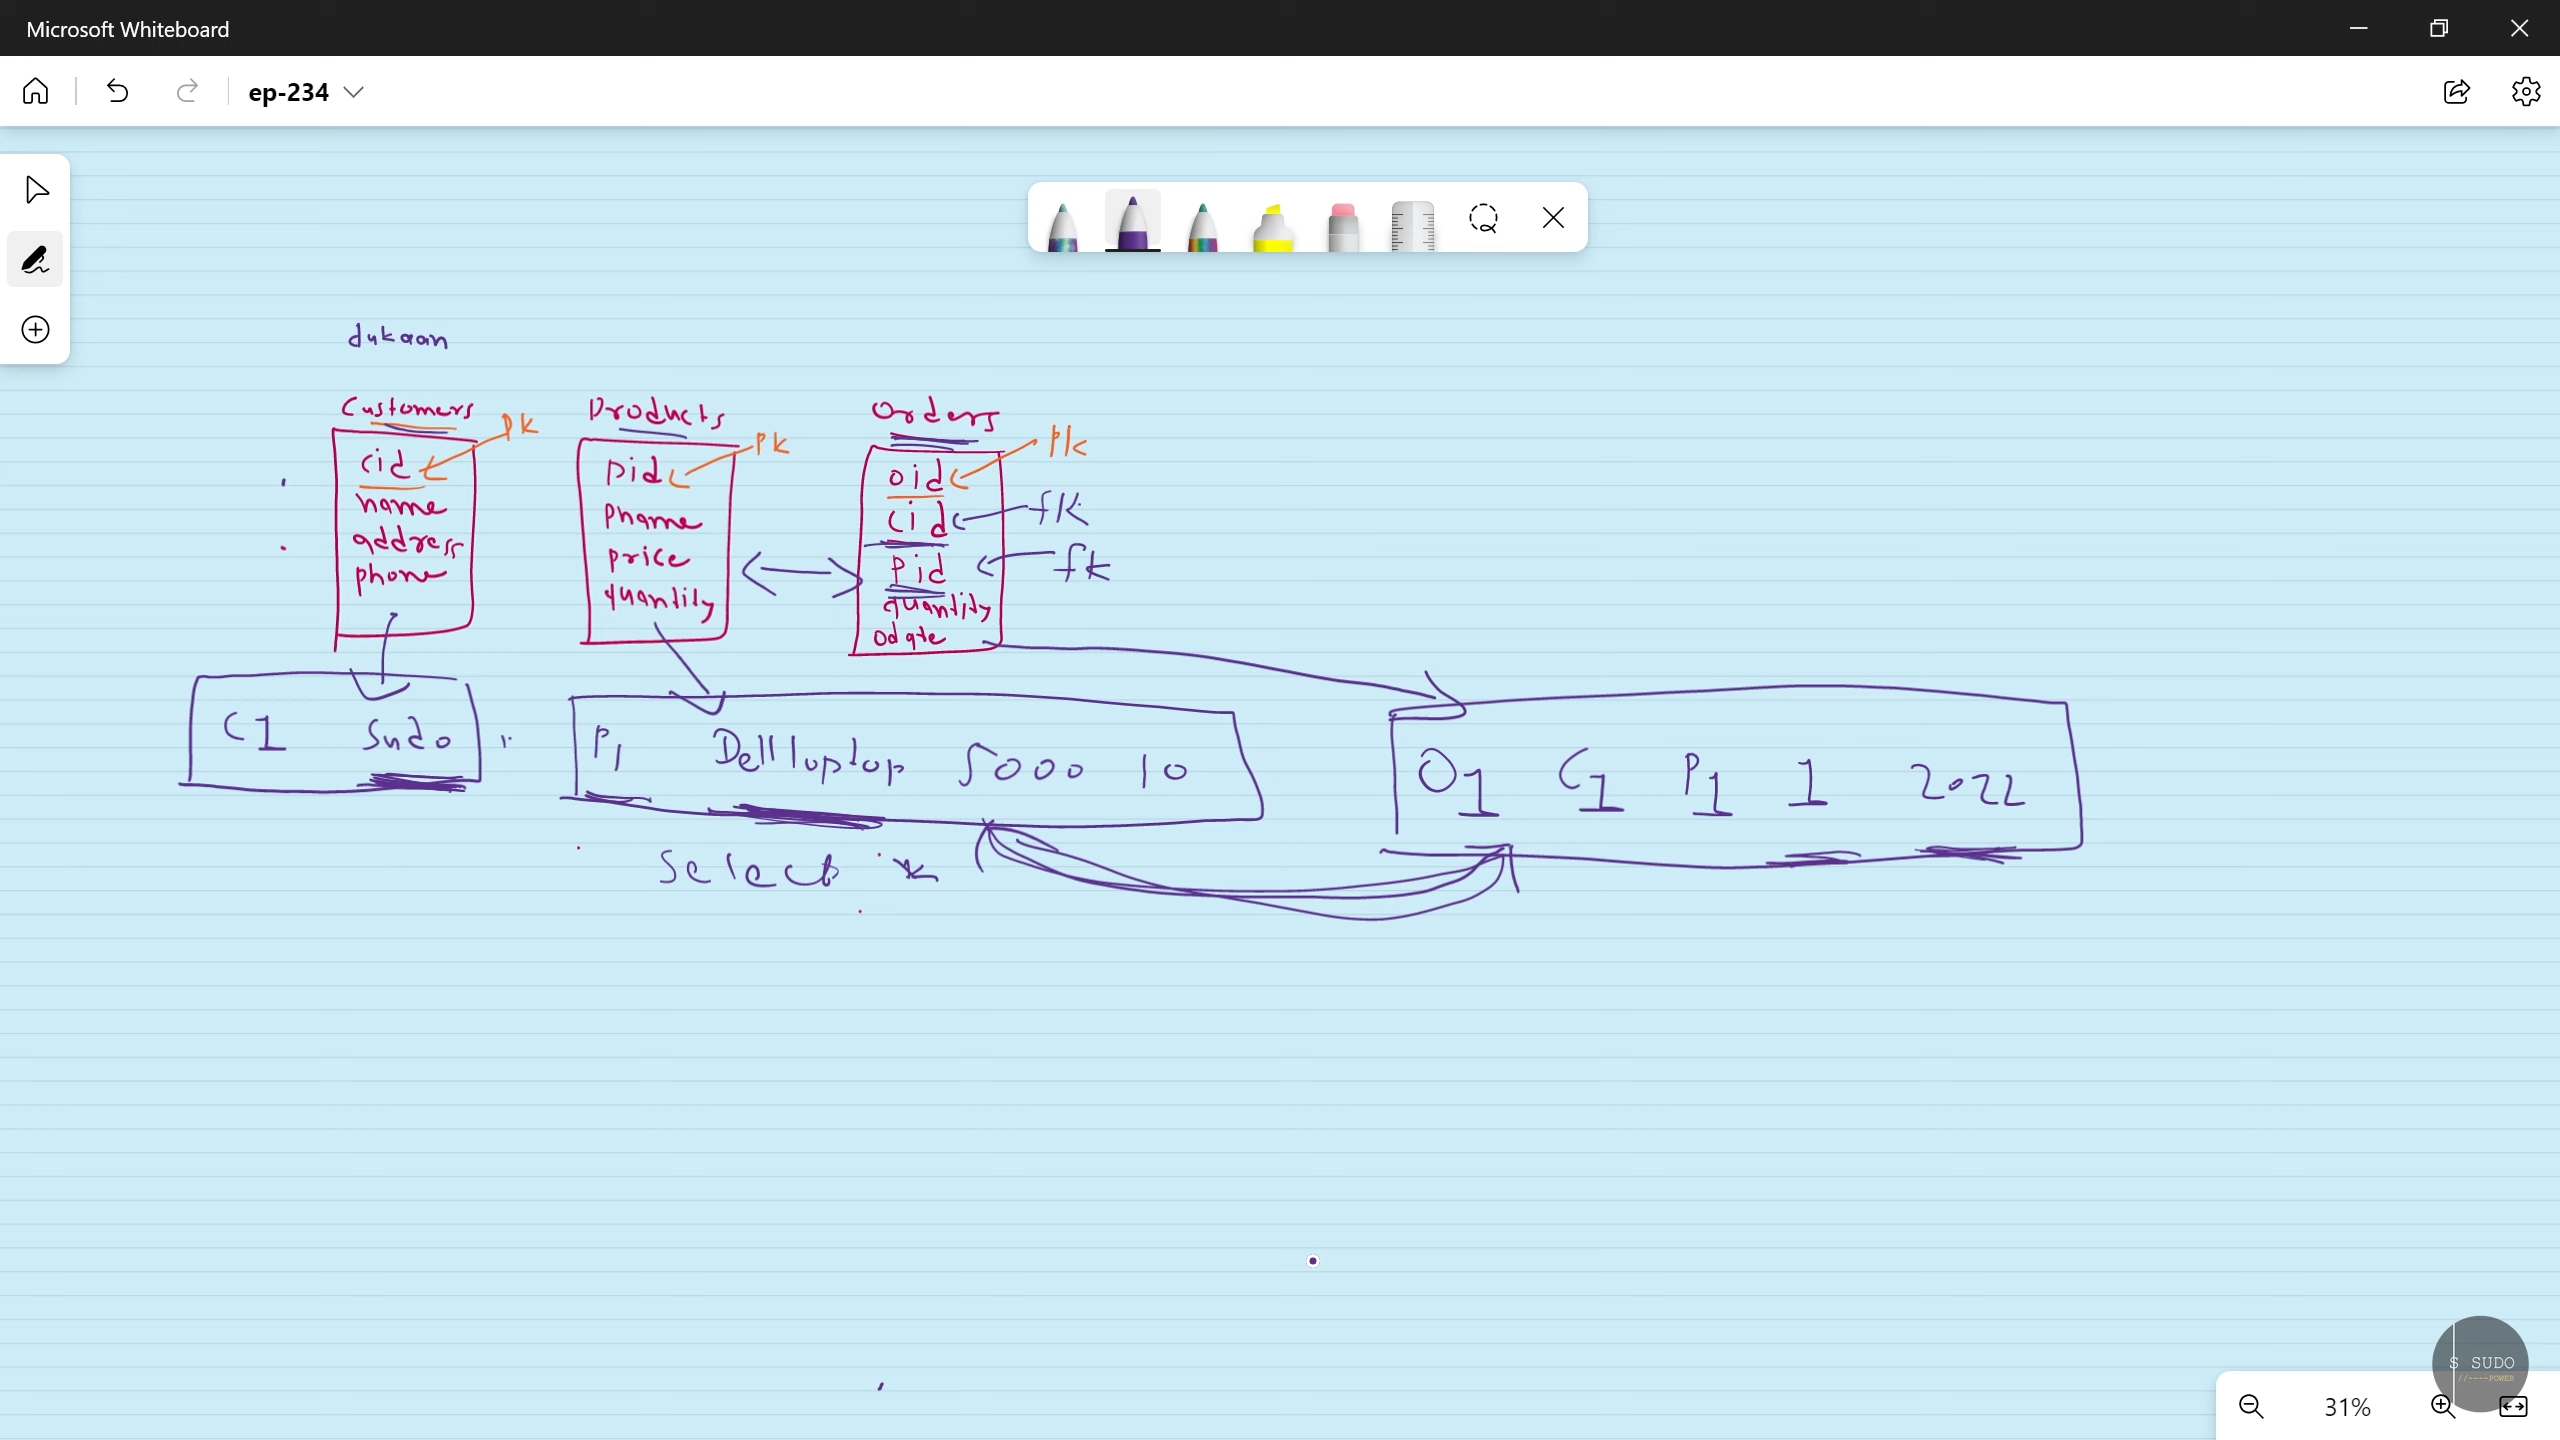 Microsoft Whiteboard
ep-234
dukaan
Customers
pk
cid
name
address
phone
Products
pk
pid
pname
price
quantity
Orders
pk
oid
cid
fk
pid
fk
quantity
odate
C1 Sudo
P1 Dell laptop 5000 10
O1 C1 P1 1 2022
Select *
S SUDO
//----POWER
31%